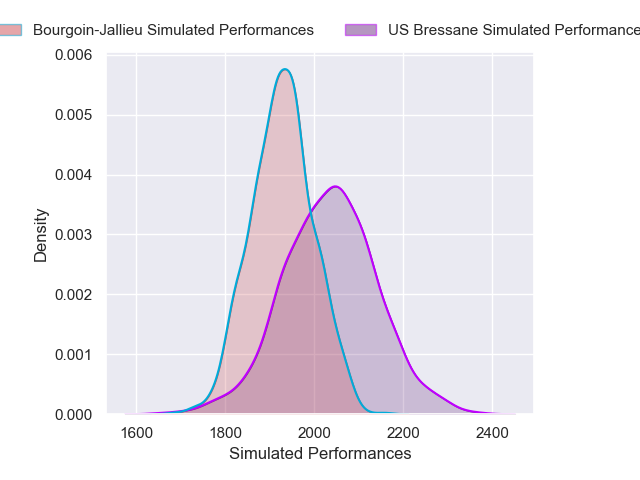 Bourgoin-Jallieu Simulated Performances US Bressane Simulated Performance
0.006
0.005
0.004
0.003
0.002
0.001
0.000
Density
1600 1800 2000 2200 2400
Simulated Performances